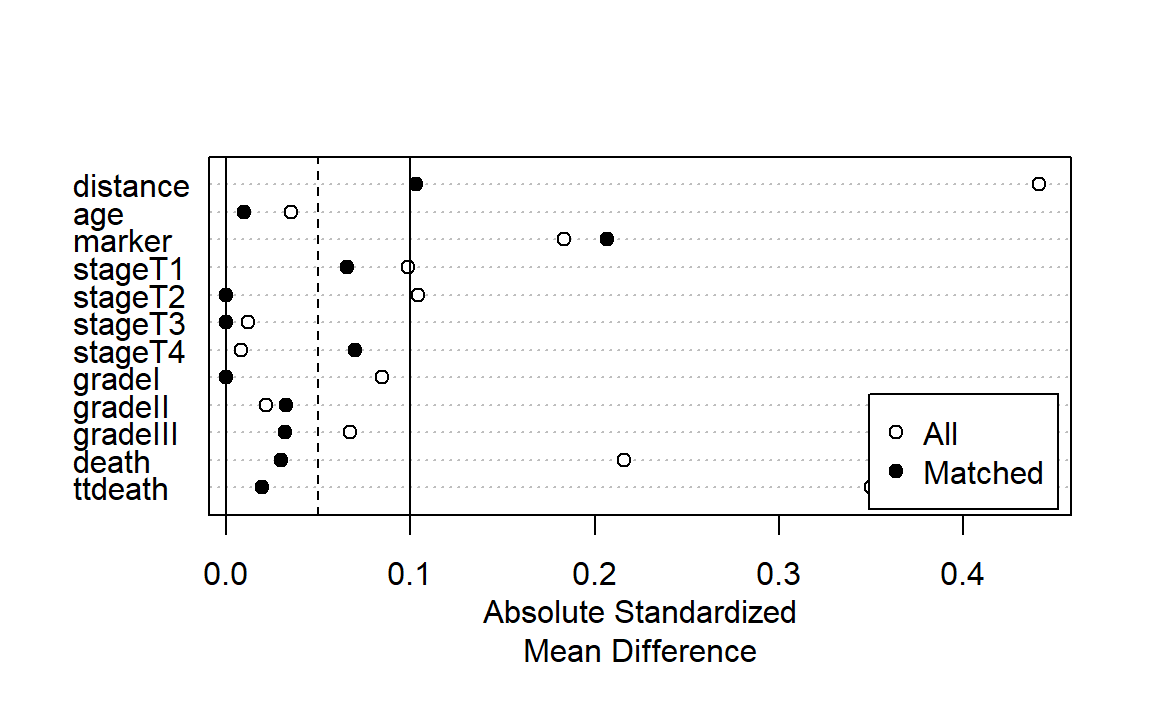 distance
age
marker
stageT1
stageT2
stageT3
stageT4
gradeI
gradeII
gradeIII
death
ttdeath
All
Matched
0.0 0.1 0.2 0.3 0.4
Absolute Standardized
Mean Difference